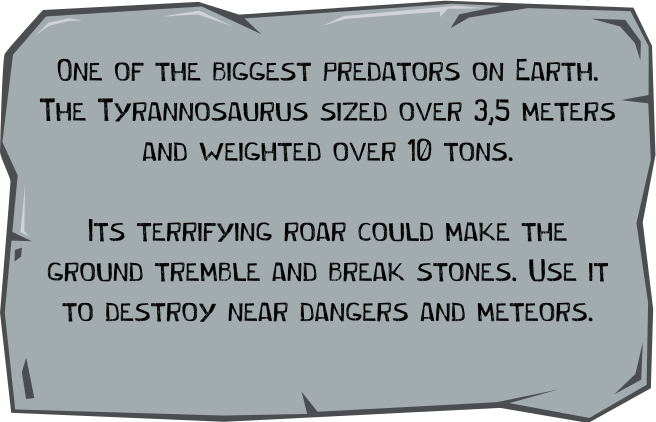 One of the biggest predators on Earth.
The Tyrannosaurus sized over 3,5 meters
and weighted over 10 tons.
Its terrifying roar could make the
ground tremble and break stones. Use it
to destroy near dangers and meteors.